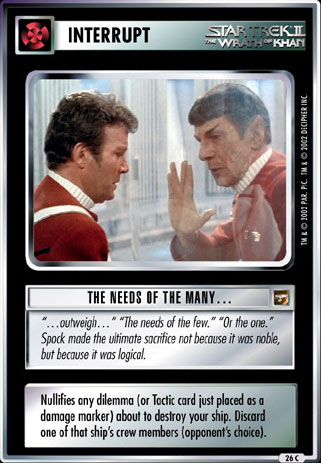 INTERRUPT
STAR TREK II
THE WRATH OF KHAN
™ & © 2002 PAR. P.C. TM & © 2002 DECIPHER INC.
THE NEEDS OF THE MANY...
“...outweigh...” “The needs of the few.” “Or the one.”
Spock made the ultimate sacrifice not because it was noble,
but because it was logical.
Nullifies any dilemma (or Tactic card just placed as a
damage marker) about to destroy your ship. Discard
one of that ship’s crew members (opponent’s choice).
26 C